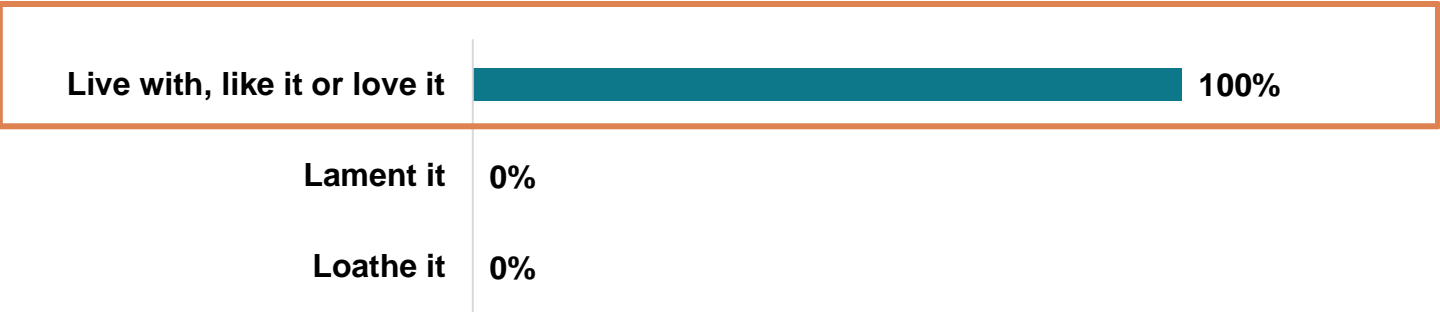 Live with, like it or love it 100%
Lament it 0%
Loathe it 0%